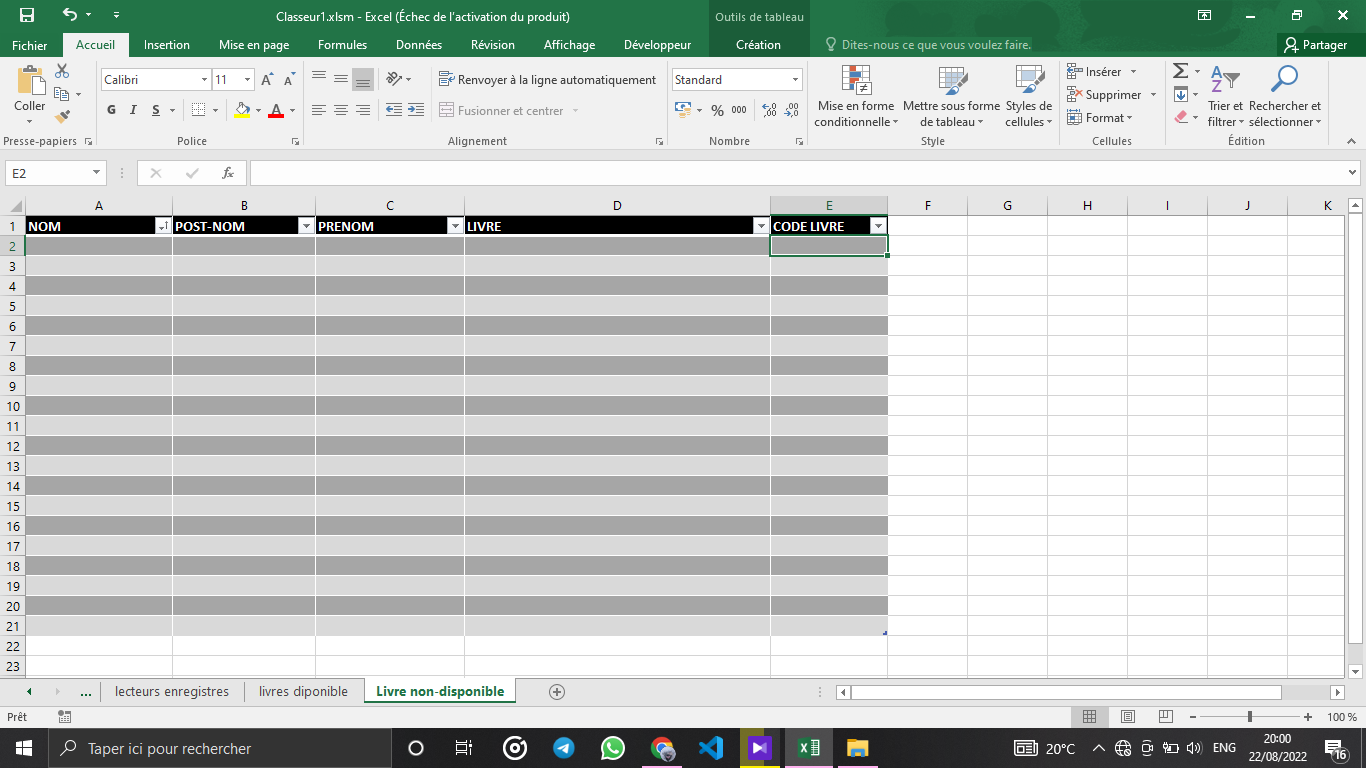 Classeur1.xlsm - Excel (Échec de l'activation du produit)
Outils de tableau
Fichier Accueil Insertion Mise en page Formules Données Révision Affichage Développeur Création Dites-nous ce que vous voulez faire. Partager
Coller
Presse-papiers
Calibri 11
G I S
Police
Renvoyer à la ligne automatiquement
Fusionner et centrer
Alignement
Standard
% 000
Nombre
Mise en forme conditionnelle
Mettre sous forme de tableau
Styles de cellules
Style
Insérer
Supprimer
Format
Cellules
Trier et filtrer
Rechercher et sélectionner
Édition
E2 fx
A B C D E F G H I J K
1 NOM POST-NOM PRENOM LIVRE CODE LIVRE
2
3
4
5
6
7
8
9
10
11
12
13
14
15
16
17
18
19
20
21
22
23
... lecteurs enregistres livres diponible Livre non-disponible
Prêt 100 %
Taper ici pour rechercher
20°C ENG 20:00
22/08/2022 16